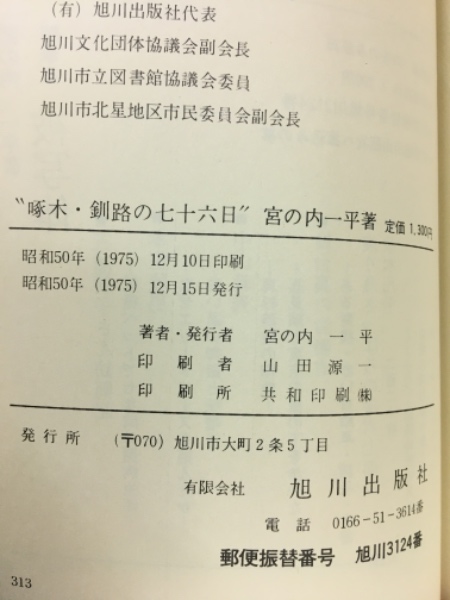 (有) 旭川出版社代表
旭川文化団体協議会副会長
旭川市立図書館協議会委員
旭川市北星地区市民委員会副会長
〝啄木・釧路の七十六日〟 宮の内一平著 定価 1,300円
昭和50年 (1975) 12月10日印刷
昭和50年 (1975) 12月15日発行
著者・発行者 宮の内 一 平
印 刷 者 山 田 源 一
印 刷 所 共和印刷㈱
発 行 所 (〒070) 旭川市大町2条5丁目
有限会社 旭川出版社
電 話 0166-51-3614番
郵便振替番号 旭川3124番
313